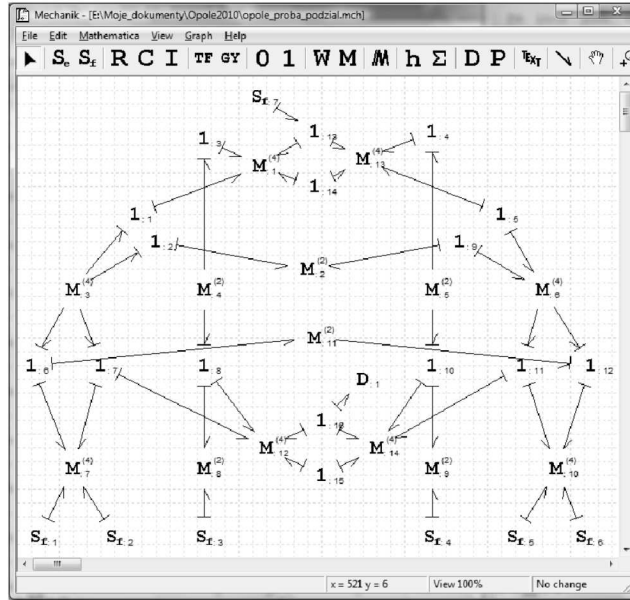 Mechanik - [E:\Moje_dokumenty\Opole2010\opole_proba_podzial.mch]
File Edit Mathematica View Graph Help
Se Sf R C I TF GY 0 1 W M M h Σ D P TEXT
Sf:7
1:3 1:13 1:4
M(4):1 M(4):13
1:14
1:1 1:5
1:2 1:9
M(2):2
M(4):3 M(2):4 M(2):5 M(4):6
M(2):11
1:6 1:7 1:8 1:10 1:11 1:12
D:1
M(4):12 M(4):14
M(4):7 M(2):8 1:15 M(2):9 M(4):10
Sf:1 Sf:2 Sf:3 Sf:4 Sf:5 Sf:6
x = 521 y = 6 View 100% No change